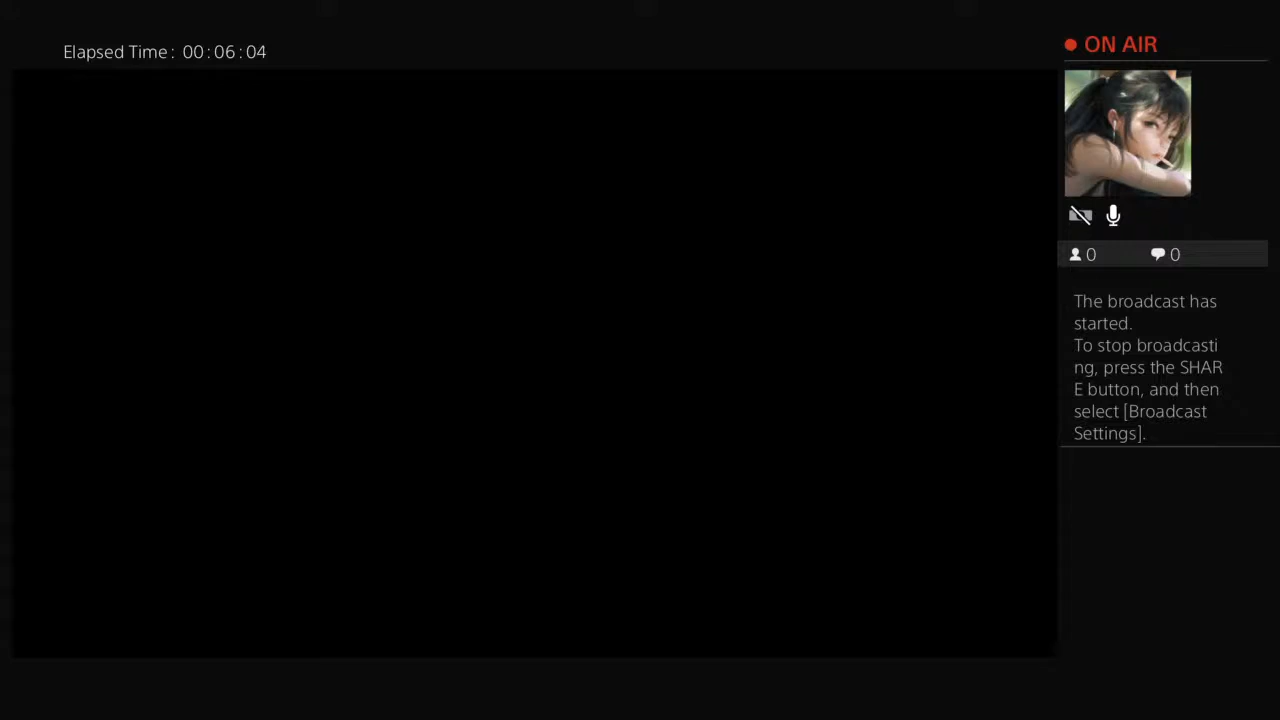 Elapsed Time: 00:06:04
ON AIR
0 0
The broadcast has
started.
To stop broadcasti
ng, press the SHAR
E button, and then
select [Broadcast
Settings].